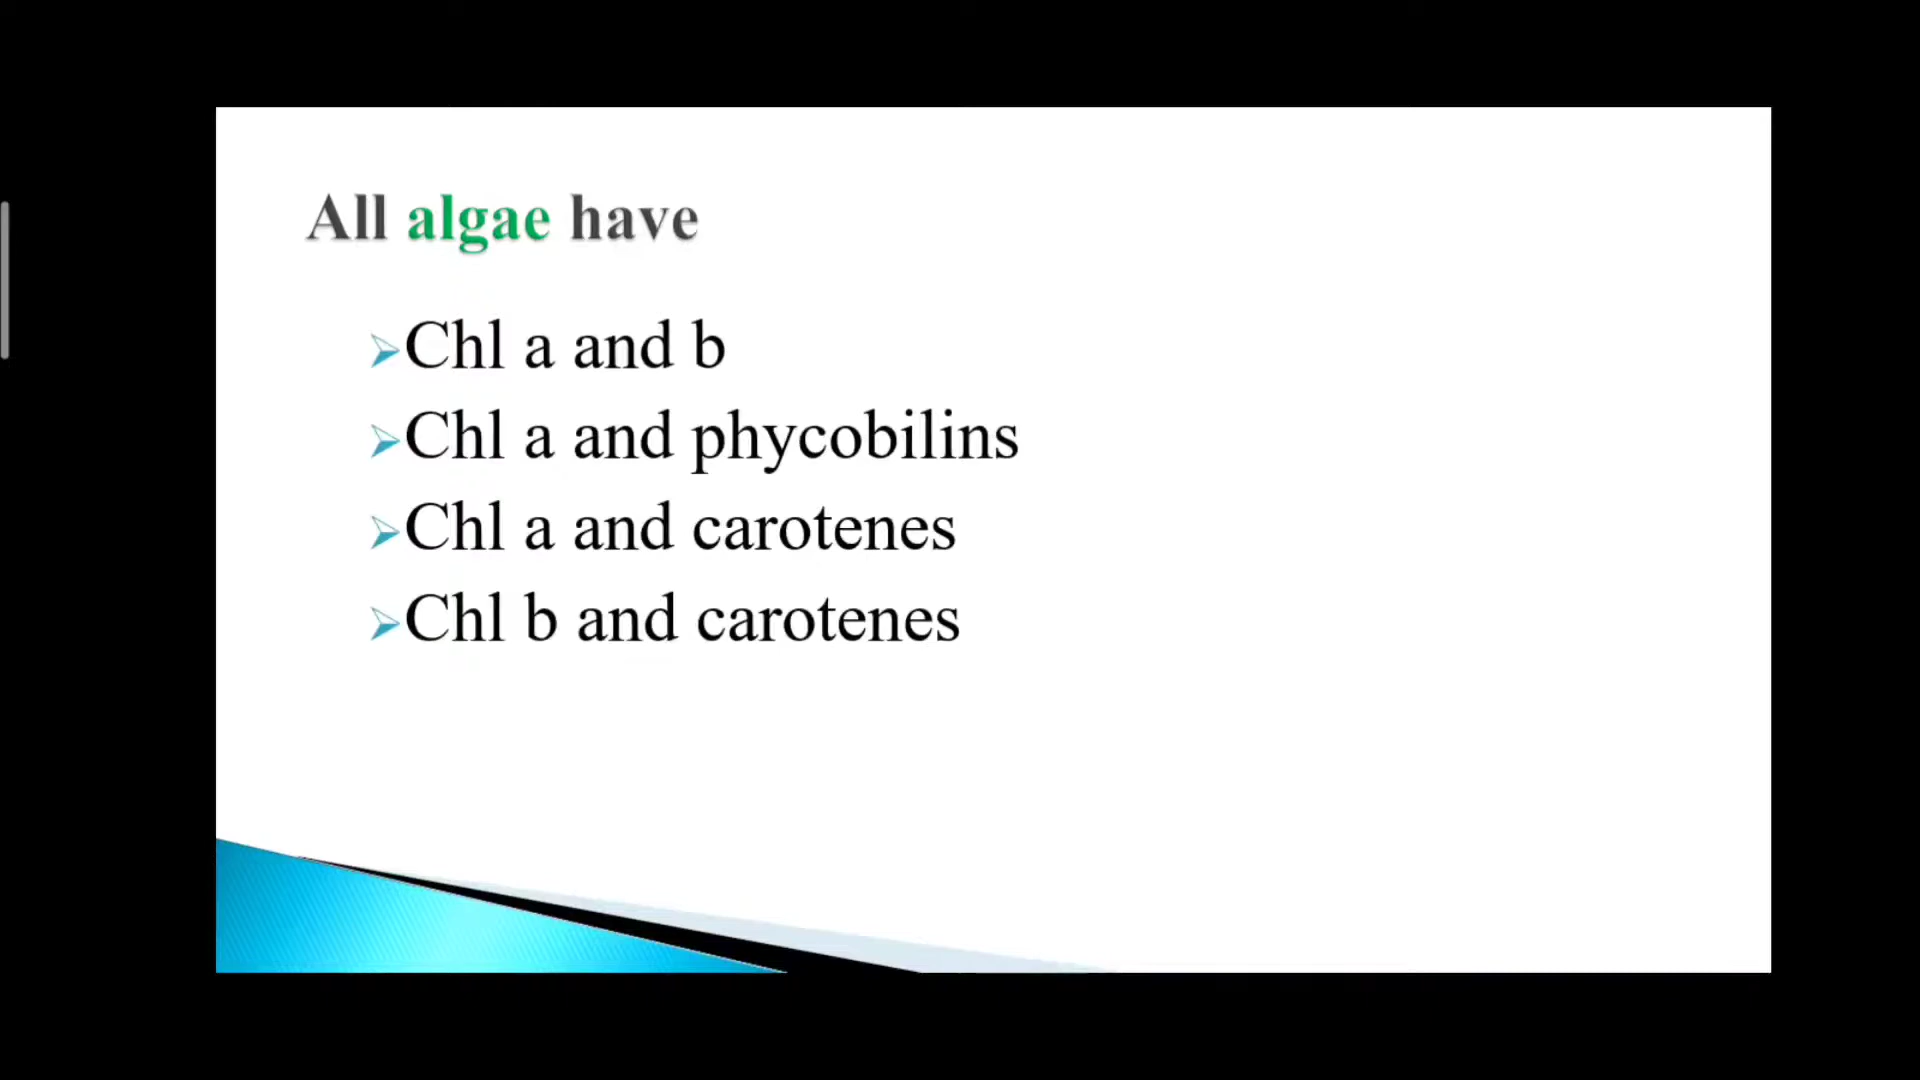 All algae have
Chl a and b
Chl a and phycobilins
Chl a and carotenes
Chl b and carotenes